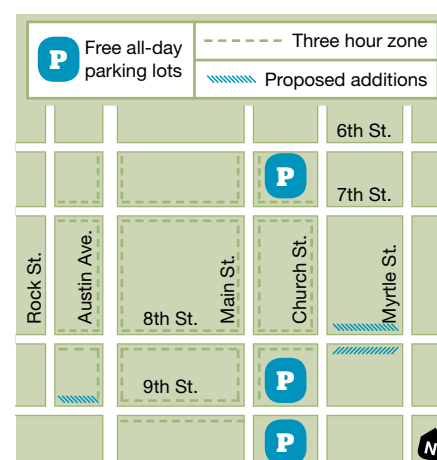 P
Free all-day
parking lots
Three hour zone
Proposed additions
6th St.
P
7th St.
Rock St.
Austin Ave.
Main St.
Church St.
Myrtle St.
8th St.
9th St.
P
P
N